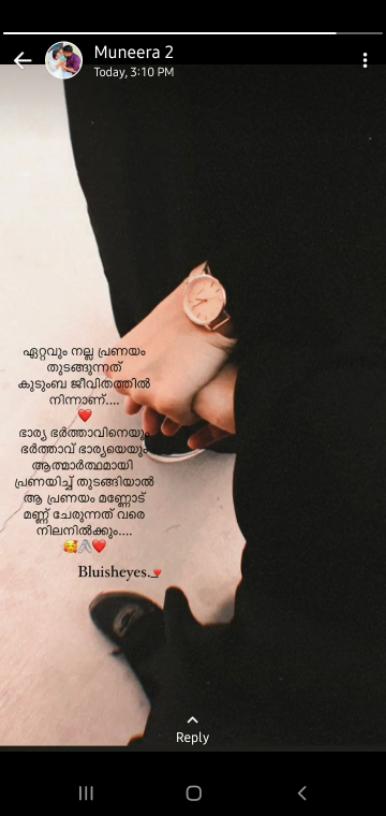 Muneera 2
Today, 3:10 PM
ഏറ്റവും നല്ല പ്രണയം
തുടങ്ങുന്നത്
കുടുംബ ജീവിതത്തിൽ
നിന്നാണ്....
❤️
ഭാര്യ ഭർത്താവിനെയും
ഭർത്താവ് ഭാര്യയെയും
ആത്മാർത്ഥമായി
പ്രണയിച്ച് തുടങ്ങിയാൽ
ആ പ്രണയം മണ്ണോട്
മണ്ണ് ചേരുന്നത് വരെ
നിലനിൽക്കും....
🥰🫰❤️
Bluisheyes._❤️
Reply